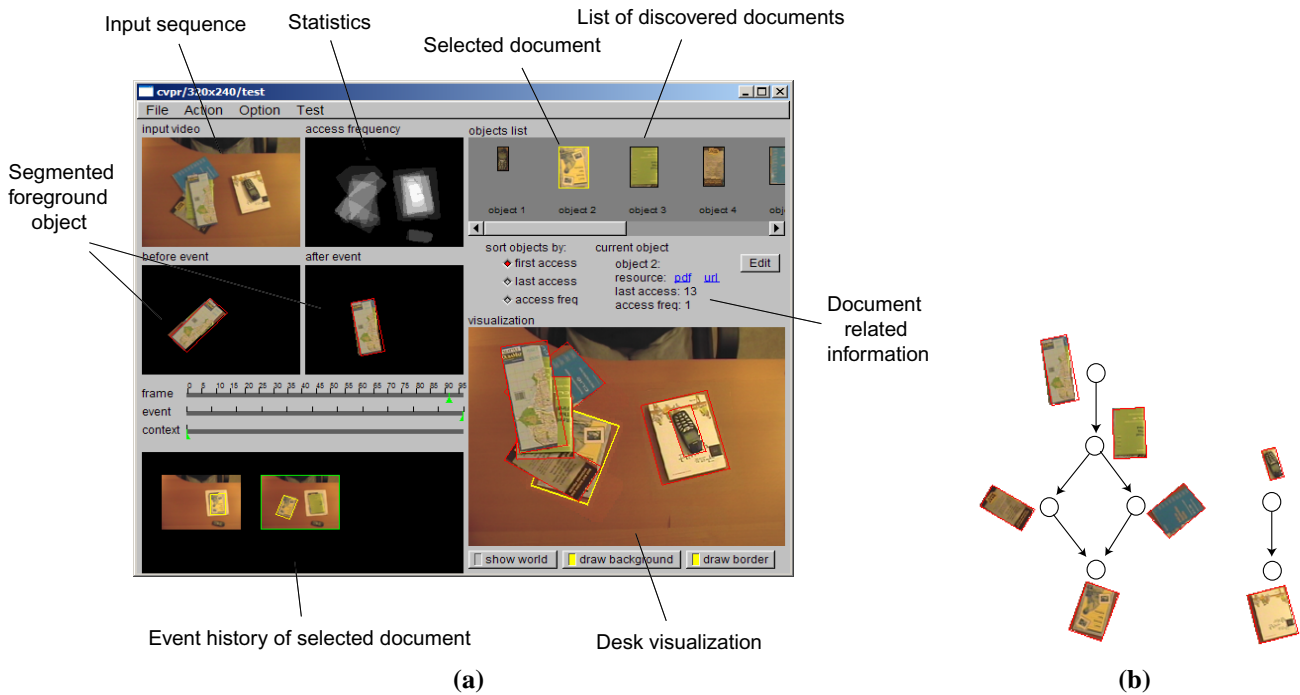 Input sequence
Statistics
List of discovered documents
Selected document
cvpr/320x240/test
File Action Option Test
input video
access frequency
objects list
Segmented
foreground
object
object 1
object 2
object 3
object 4
before event
after event
sort objects by:
first access
last access
access freq
current object
object 2:
resource: pdf url
last access: 13
access freq: 1
Edit
visualization
Document
related
information
frame
0 5 10 15 20 25 30 35 40 45 50 55 60 65 70 75 80 85 90 95
event
context
show world
draw background
draw border
Event history of selected document
Desk visualization
(a)
(b)